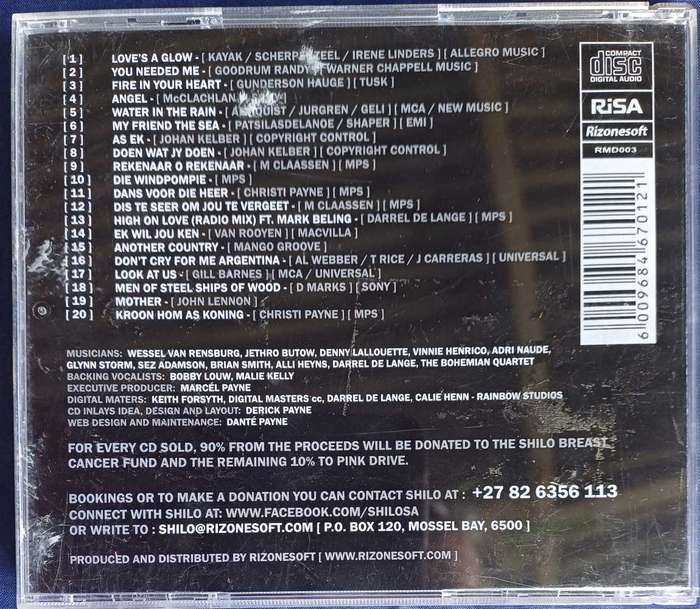 [ 1 ] LOVE'S A GLOW - [ KAYAK / SCHERPENZEEL / IRENE LINDERS ] [ ALLEGRO MUSIC ]
[ 2 ] YOU NEEDED ME - [ GOODRUM RANDY ] [ WARNER CHAPPELL MUSIC ]
[ 3 ] FIRE IN YOUR HEART - [ GUNDERSON HAUGE ] [ TUSK ]
[ 4 ] ANGEL - [ McCLACHLAN
[ 5 ] WATER IN THE RAIN - [ / JURGREN / GELI ] [ MCA / NEW MUSIC ]
[ 6 ] MY FRIEND THE SEA - [ PATSILASDELANOE / SHAPER ] [ EMI ]
[ 7 ] AS EK - [ JOHAN KELBER ] [ COPYRIGHT CONTROL ]
[ 8 ] DOEN WAT JY DOEN - [ JOHAN KELBER ] [ COPYRIGHT CONTROL ]
[ 9 ] REKENAAR O REKENAAR - [ M CLAASSEN ] [ MPS ]
[ 10 ] DIE WINDPOMPIE - [ MPS ]
[ 11 ] DANS VOOR DIE HEER - [ CHRISTI PAYNE ] [ MPS ]
[ 12 ] DIS TE SEER OM JOU TE VERGEET - [ M CLAASSEN ] [ MPS ]
[ 13 ] HIGH ON LOVE (RADIO MIX) FT. MARK BELING - [ DARREL DE LANGE ] [ MPS ]
[ 14 ] EK WIL JOU KEN - [ VAN ROOYEN ] [ MACVILLA ]
[ 15 ] ANOTHER COUNTRY - [ MANGO GROOVE ]
[ 16 ] DON'T CRY FOR ME ARGENTINA - [ AL WEBBER / T RICE / J CARRERAS ] [ UNIVERSAL ]
[ 17 ] LOOK AT US - [ GILL BARNES ] [ MCA / UNIVERSAL ]
[ 18 ] MEN OF STEEL SHIPS OF WOOD - [ D MARKS ] [ SONY ]
[ 19 ] MOTHER - [ JOHN LENNON ]
[ 20 ] KROON HOM AS KONING - [ CHRISTI PAYNE ] [ MPS ]
COMPACT
disc
DIGITAL AUDIO
RiSA
Rizonesoft
RMD003
6009684670121
MUSICIANS: WESSEL VAN RENSBURG, JETHRO BUTOW, DENNY LALLOUETTE, VINNIE HENRICO, ADRI NAUDE,
GLYNN STORM, SEZ ADAMSON, BRIAN SMITH, ALLI HEYNS, DARREL DE LANGE, THE BOHEMIAN QUARTET
BACKING VOCALISTS: BOBBY LOUW, MALIE KELLY
EXECUTIVE PRODUCER: MARCÉL PAYNE
DIGITAL MATERS: KEITH FORSYTH, DIGITAL MASTERS cc, DARREL DE LANGE, CALIE HENN - RAINBOW STUDIOS
CD INLAYS IDEA, DESIGN AND LAYOUT: DERICK PAYNE
WEB DESIGN AND MAINTENANCE: DANTÉ PAYNE
FOR EVERY CD SOLD, 90% FROM THE PROCEEDS WILL BE DONATED TO THE SHILO BREAST
CANCER FUND AND THE REMAINING 10% TO PINK DRIVE.
BOOKINGS OR TO MAKE A DONATION YOU CAN CONTACT SHILO AT : +27 82 6356 113
CONNECT WITH SHILO AT: WWW.FACEBOOK.COM/SHILOSA
OR WRITE TO : SHILO@RIZONESOFT.COM [ P.O. BOX 120, MOSSEL BAY, 6500 ]
PRODUCED AND DISTRIBUTED BY RIZONESOFT [ WWW.RIZONESOFT.COM ]